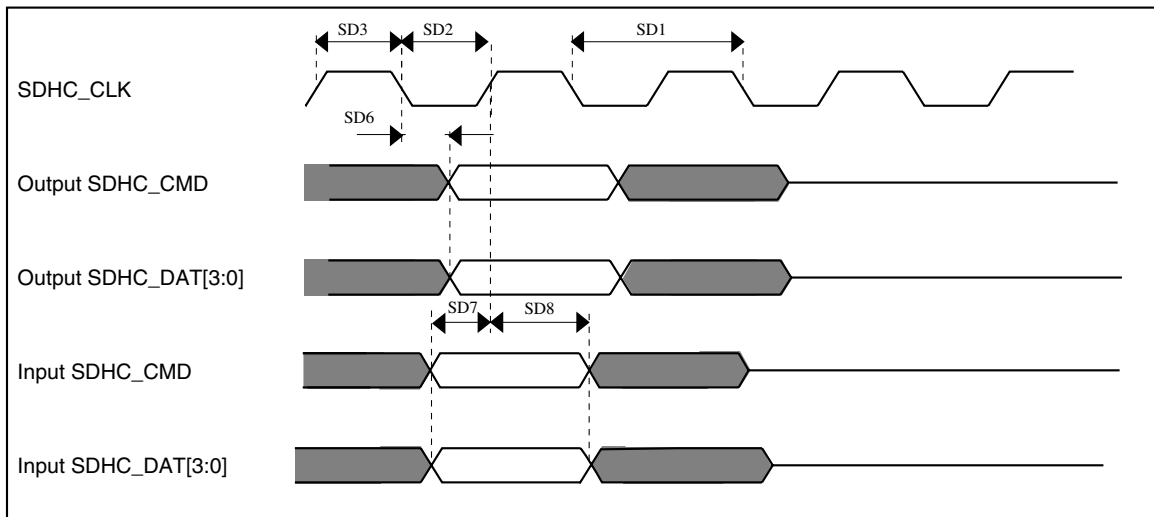 SD3 SD2 SD1
SDHC_CLK
SD6
Output SDHC_CMD
Output SDHC_DAT[3:0]
SD7 SD8
Input SDHC_CMD
Input SDHC_DAT[3:0]